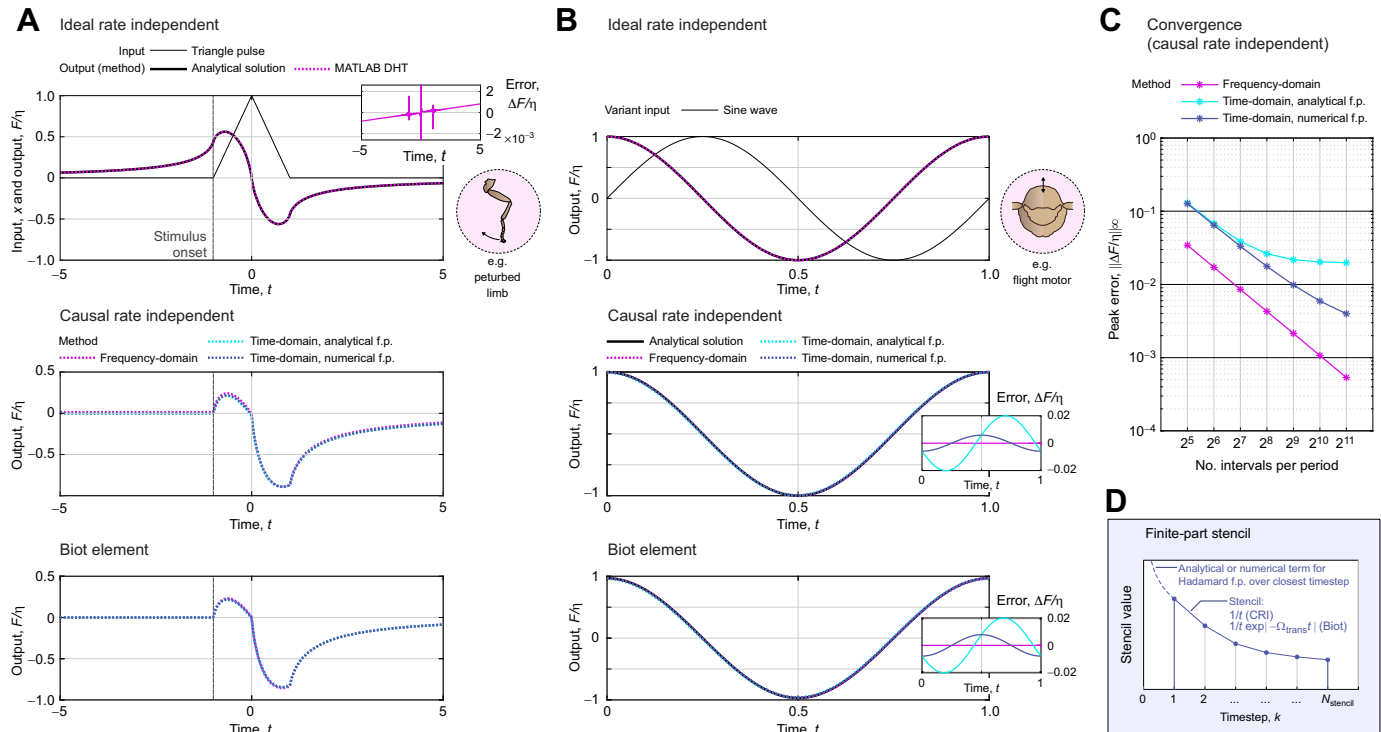 A
Ideal rate independent
Input
Triangle pulse
Output (method)
Analytical solution
MATLAB DHT
Input, x and output, F/η
1.0
0.5
0
−0.5
−1.0
−5
0
5
Time, t
Stimulus
onset
Error,
ΔF/η
2
0
−2
×10−3
−5
5
Time, t
e.g.
peturbed
limb
Causal rate independent
Method
Frequency-domain
Time-domain, analytical f.p.
Time-domain, numerical f.p.
Output, F/η
0.5
0
−0.5
−1
−5
0
5
Time, t
Biot element
Output, F/η
0.5
0
−0.5
−1.0
−5
0
5
Time, t
B
Ideal rate independent
Variant input
Sine wave
Output, F/η
1
0
−1
0
0.5
1.0
Time, t
e.g.
flight motor
Causal rate independent
Analytical solution
Frequency-domain
Time-domain, analytical f.p.
Time-domain, numerical f.p.
Output, F/η
1
0
−1
0
0.5
1.0
Time, t
Error, ΔF/η
0.02
0
−0.02
0
1
Time, t
Biot element
Output, F/η
1
0
−1
0
0.5
1.0
Time, t
Error, ΔF/η
0.02
0
−0.02
0
1
Time, t
C
Convergence
(causal rate independent)
Method
Frequency-domain
Time-domain, analytical f.p.
Time-domain, numerical f.p.
Peak error, ||ΔF/η||∞
10⁰
10⁻¹
10⁻²
10⁻³
10⁻⁴
2⁵
2⁶
2⁷
2⁸
2⁹
2¹⁰
2¹¹
No. intervals per period
D
Finite-part stencil
Analytical or numerical term for
Hadamard f.p. over closest timestep
Stencil:
1/t (CRI)
1/t exp| −Ωtrans t | (Biot)
Stencil value
0
1
2
...
...
...
Nstencil
Timestep, k